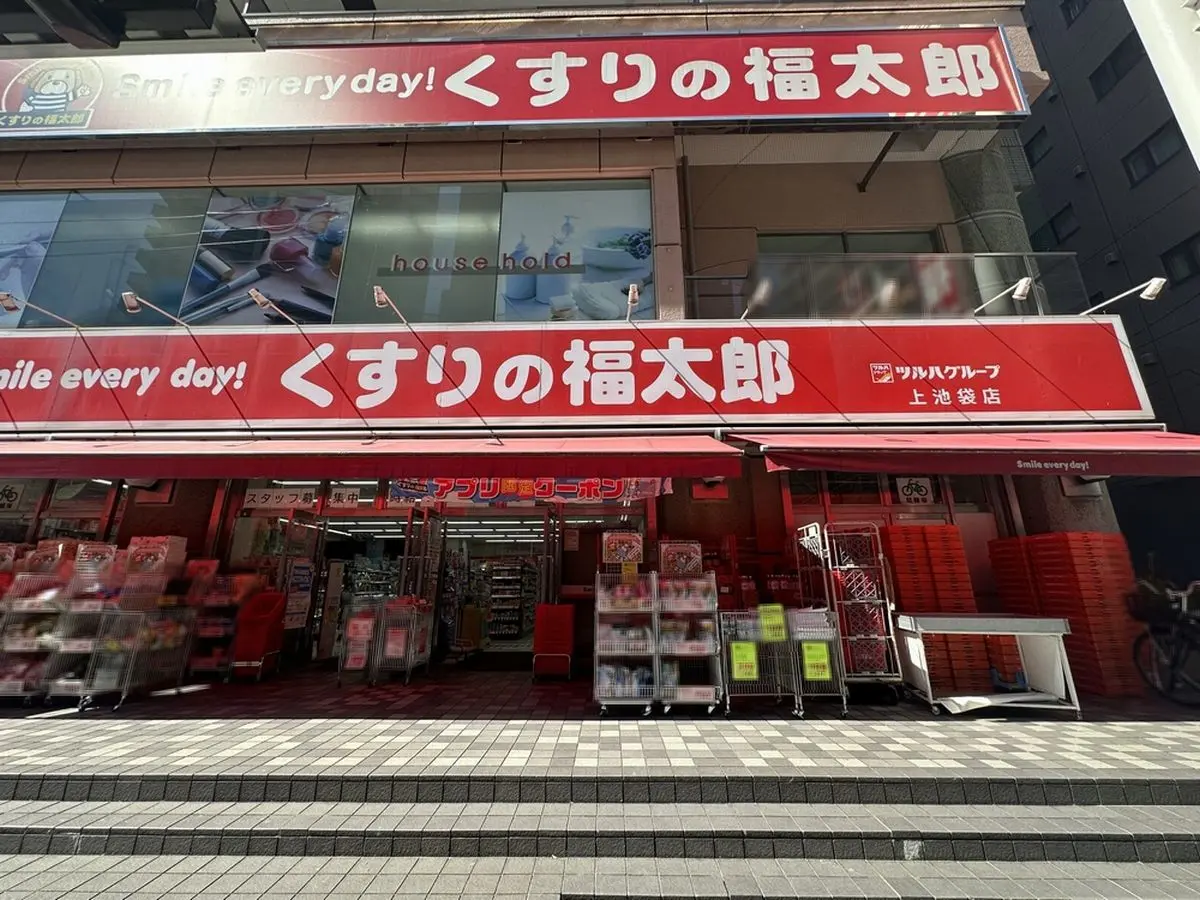 Smile every day! くすりの福太郎
くすりの福太郎
house hold
mile every day! くすりの福太郎
ツルハグループ
上池袋店
Smile every day!
スタッフ募集中
アプリ限定クーポン